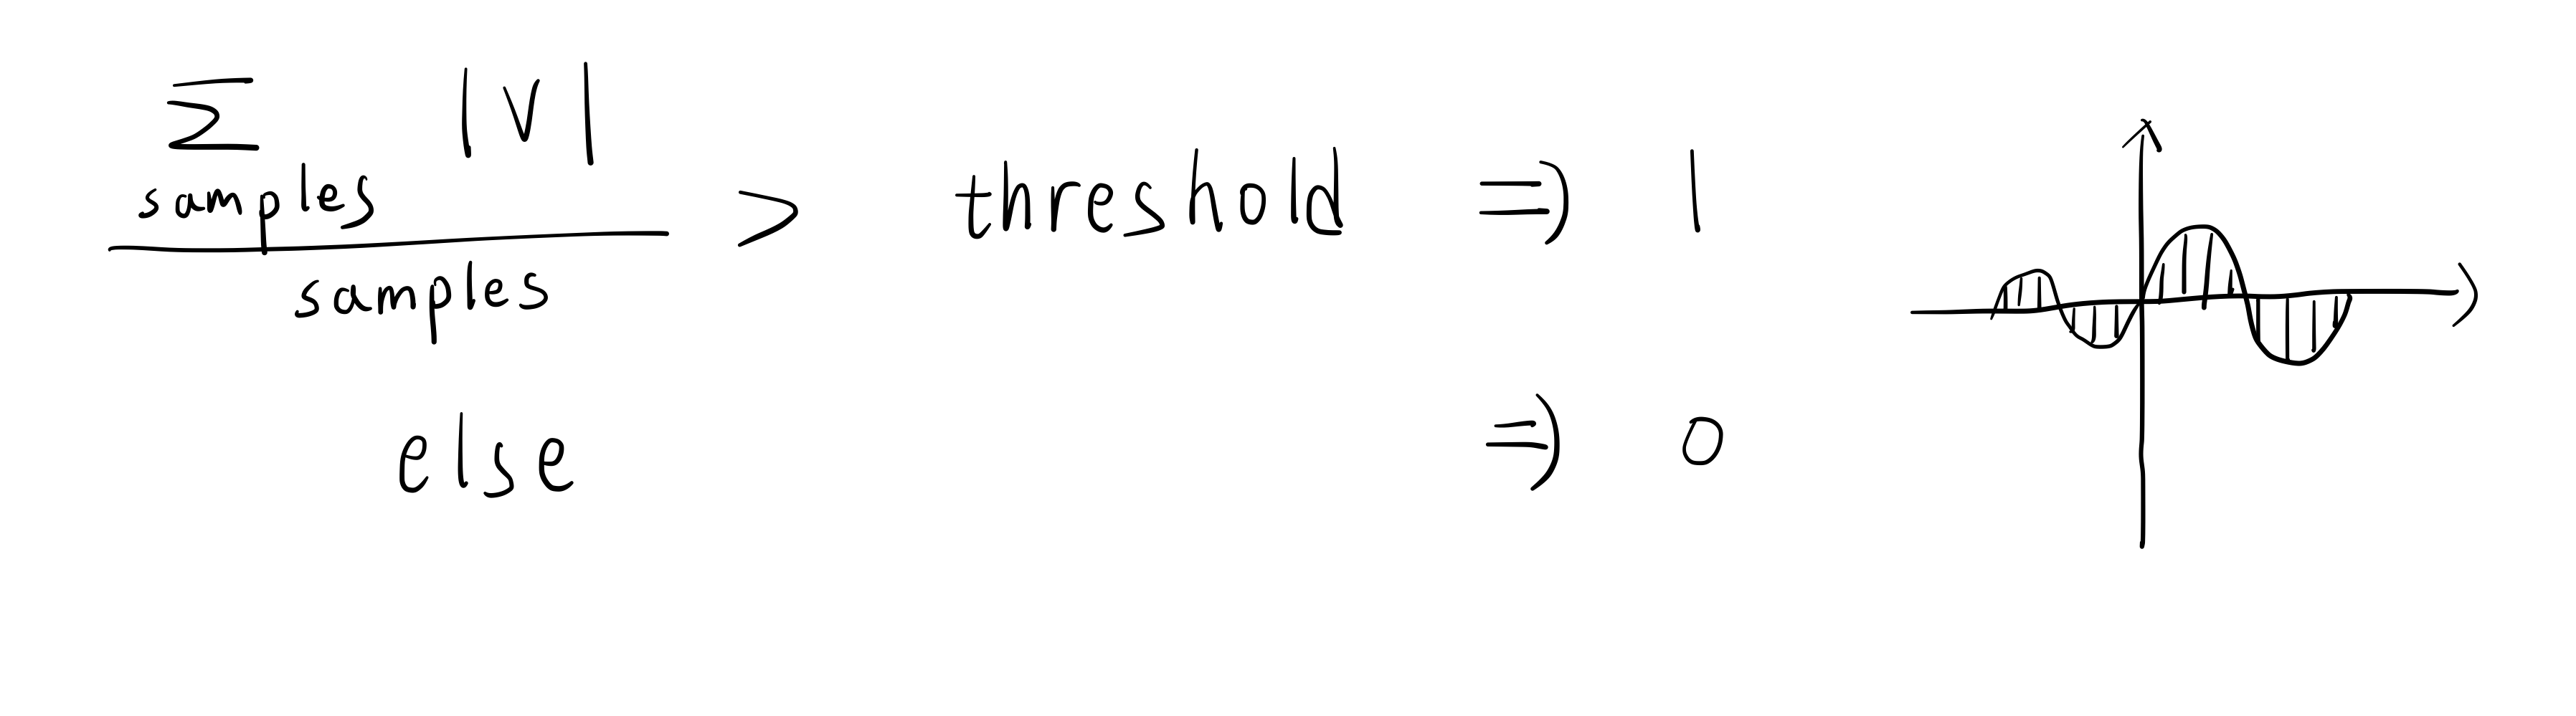 Σ |V|
samples
samples
> threshold ⇒ 1
else ⇒ 0